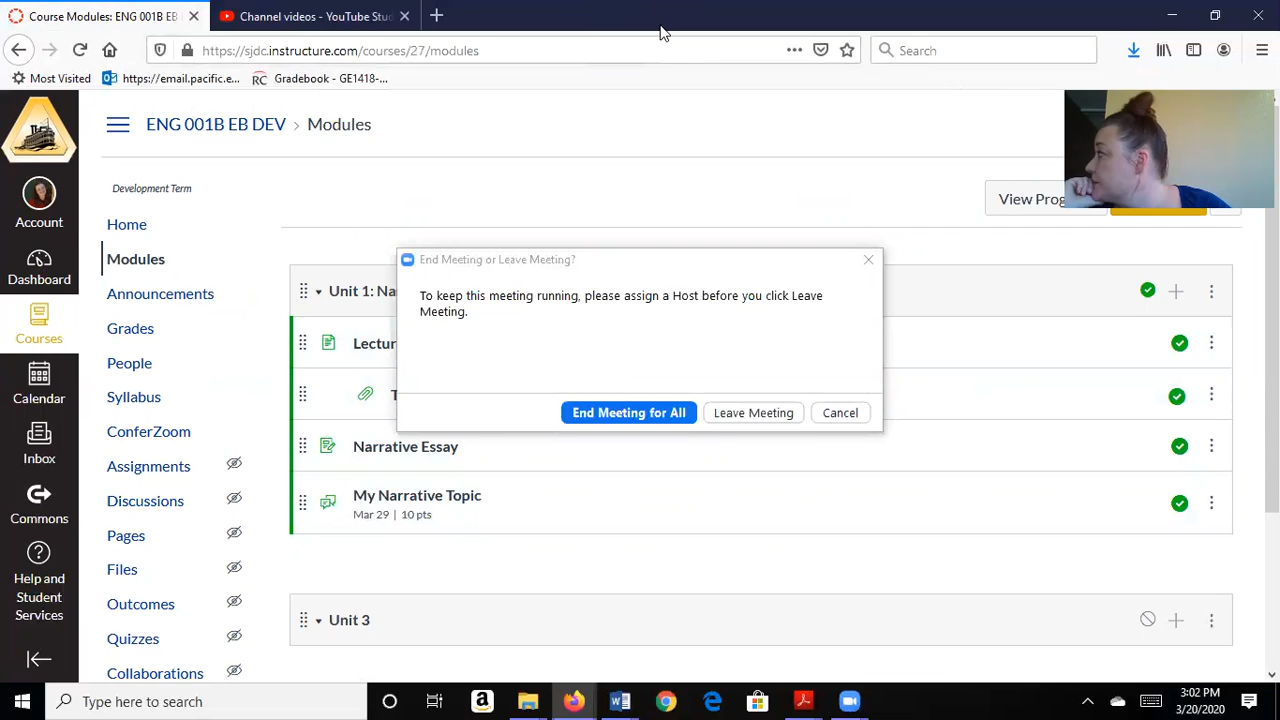 Course Modules: ENG 001B EB
Channel videos - YouTube Stud
https://sjdc.instructure.com/courses/27/modules
Search
Most Visited
https://email.pacific.e...
Gradebook - GE1418-...
ENG 001B EB DEV › Modules
Development Term
View Prog
Account
Dashboard
Courses
Calendar
Inbox
Commons
Help and
Student
Services
Home
Modules
Announcements
Grades
People
Syllabus
ConferZoom
Assignments
Discussions
Pages
Files
Outcomes
Quizzes
Collaborations
Unit 1: Na
Lectur
T
Narrative Essay
My Narrative Topic
Mar 29 | 10 pts
Unit 3
End Meeting or Leave Meeting?
To keep this meeting running, please assign a Host before you click Leave
Meeting.
End Meeting for All
Leave Meeting
Cancel
Type here to search
3:02 PM
3/20/2020